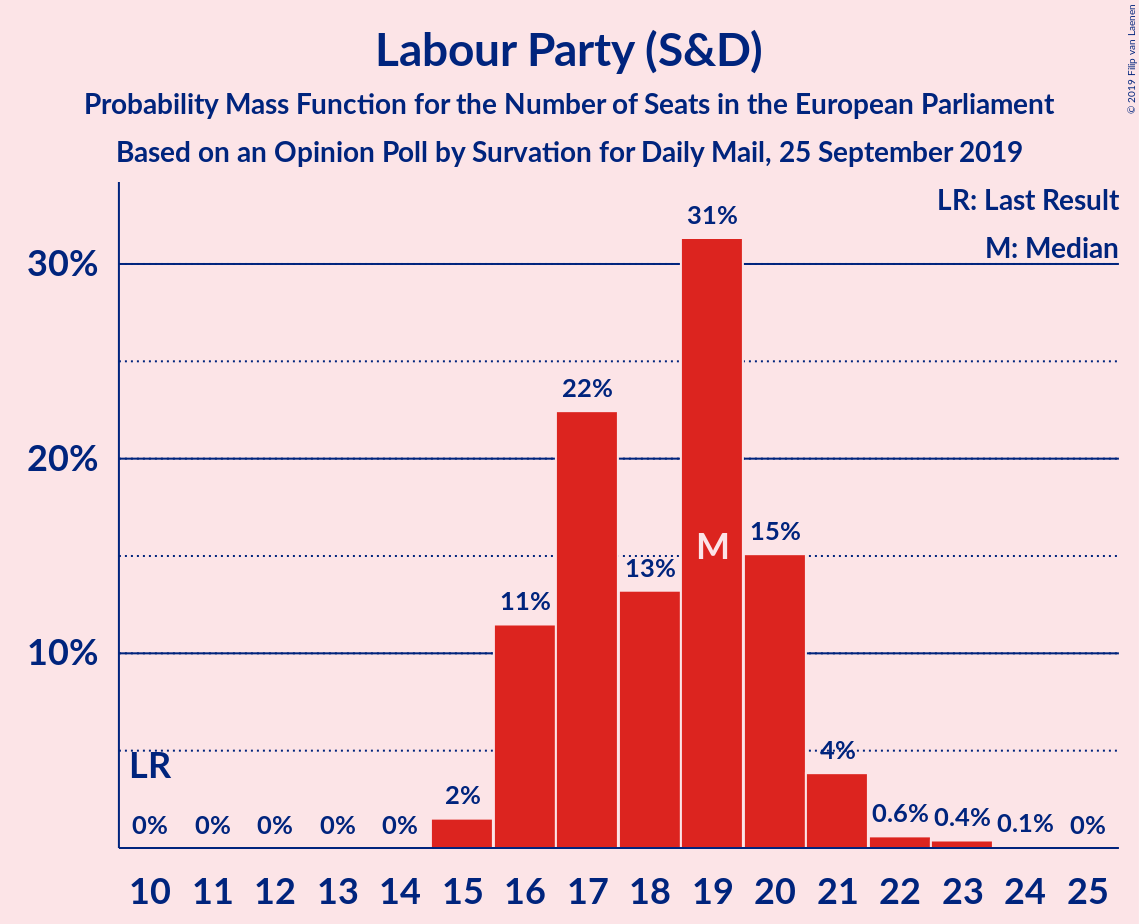 Labour Party (S&D)
Probability Mass Function for the Number of Seats in the European Parliament
Based on an Opinion Poll by Survation for Daily Mail, 25 September 2019
© 2019 Filip van Laenen
LR: Last Result
M: Median
30%
20%
10%
31%
22%
15%
13%
11%
4%
2%
0.6%
0.4%
0.1%
0%
0%
0%
0%
0%
0%
LR
M
10 11 12 13 14 15 16 17 18 19 20 21 22 23 24 25